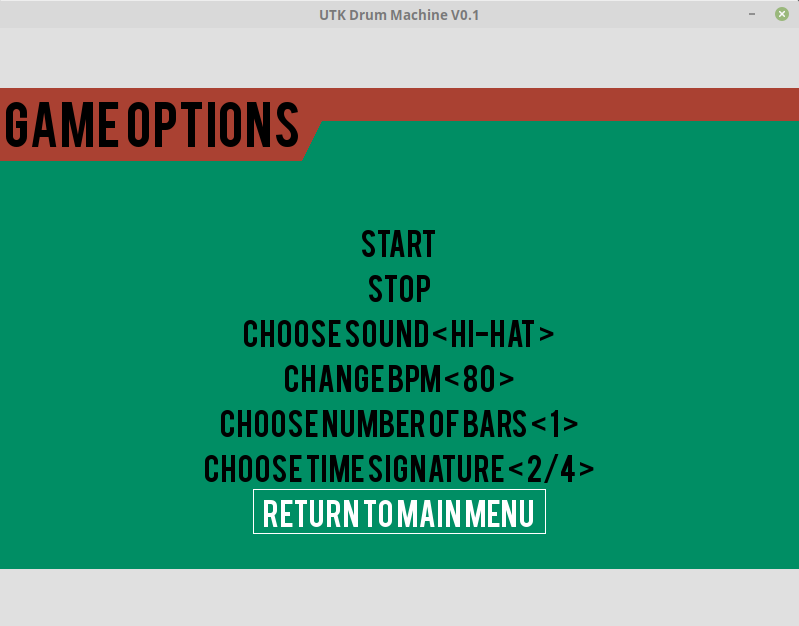 UTK Drum Machine V0.1
GAME OPTIONS
START
STOP
CHOOSE SOUND < HI-HAT >
CHANGE BPM < 80 >
CHOOSE NUMBER OF BARS < 1 >
CHOOSE TIME SIGNATURE < 2/4 >
RETURN TO MAIN MENU